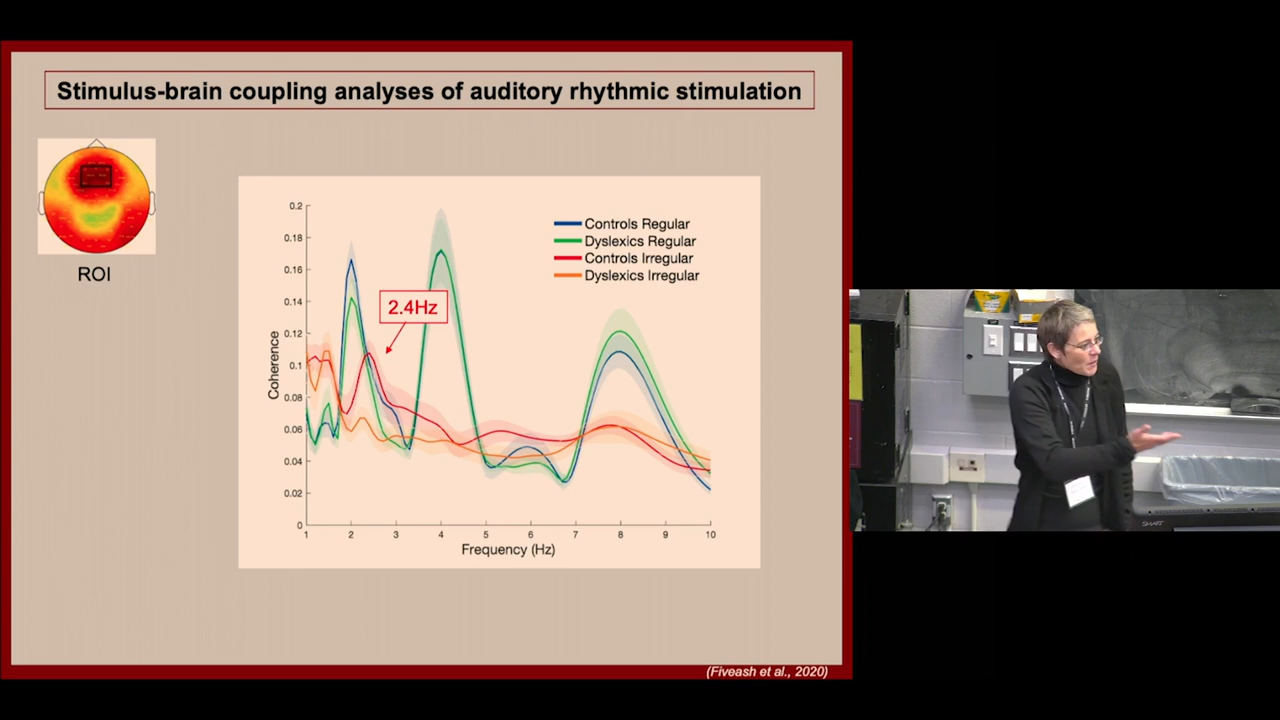 Stimulus-brain coupling analyses of auditory rhythmic stimulation
ROI
0.2
0.18
0.16
0.14
0.12
0.1
0.08
0.06
0.04
0.02
0
Coherence
Controls Regular
Dyslexics Regular
Controls Irregular
Dyslexics Irregular
2.4Hz
1 2 3 4 5 6 7 8 9 10
Frequency (Hz)
(Fiveash et al., 2020)
SMART